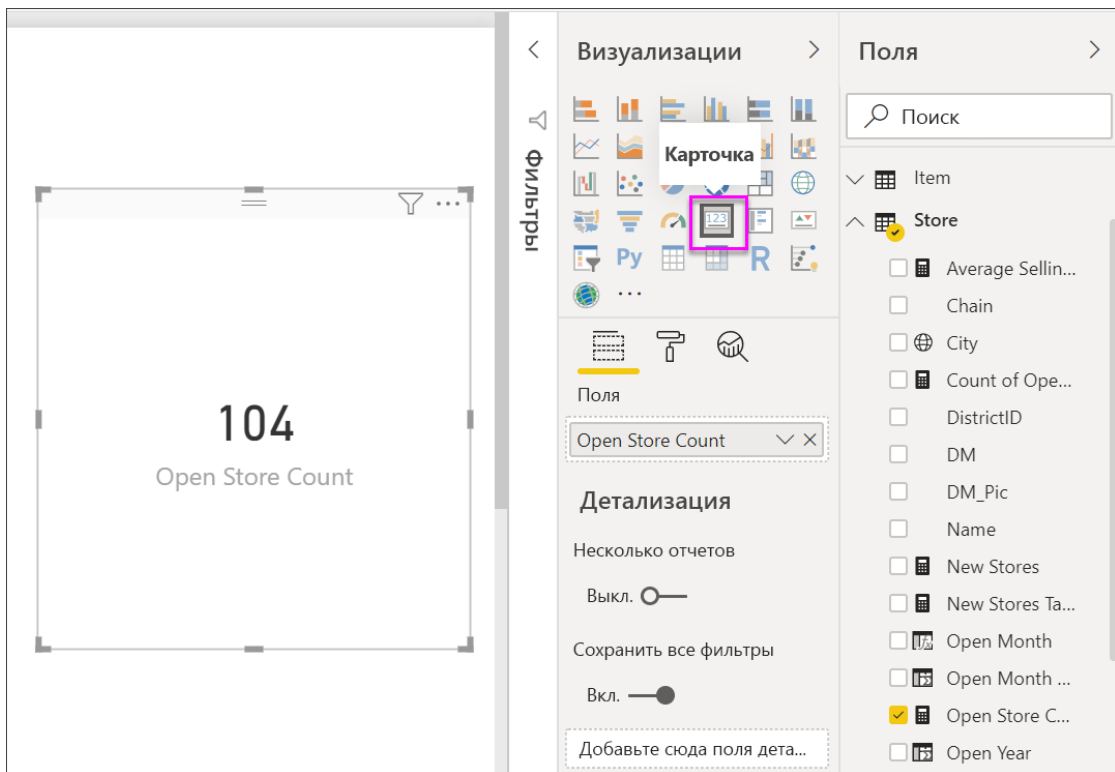 Визуализации
Поля
Поиск
Карточка
Фильтры
Item
Store
123
Py
R
...
Average Sellin...
Chain
City
Count of Ope...
DistrictID
DM
DM_Pic
Name
New Stores
New Stores Ta...
Open Month
Open Month ...
Open Store C...
Open Year
104
Open Store Count
Поля
Open Store Count
Детализация
Несколько отчетов
Выкл.
Сохранить все фильтры
Вкл.
Добавьте сюда поля дета...